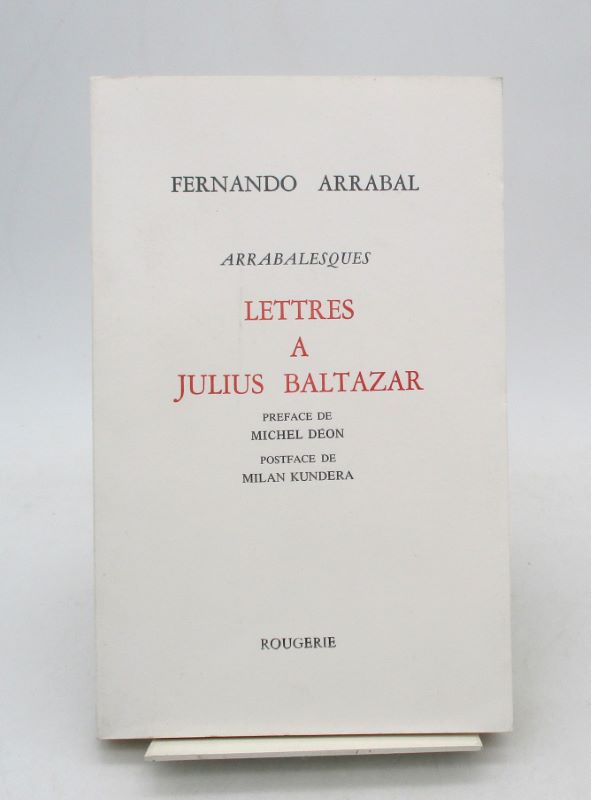 FERNANDO ARRABAL
ARRABALESQUES
LETTRES
A
JULIUS BALTAZAR
PREFACE DE
MICHEL DÉON
POSTFACE DE
MILAN KUNDERA
ROUGERIE